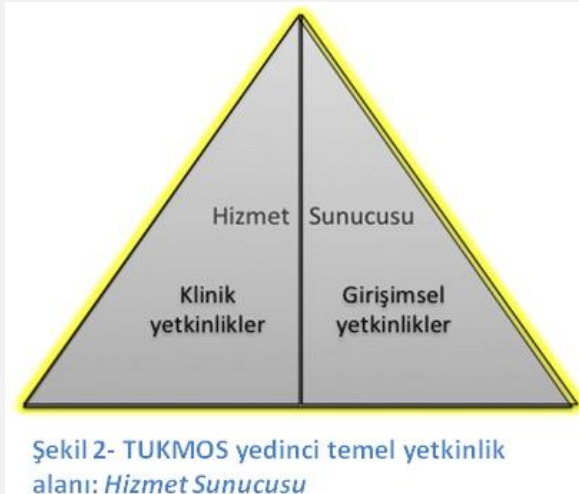 Hizmet Sunucusu
Klinik yetkinlikler
Girişimsel yetkinlikler
Şekil 2- TUKMOS yedinci temel yetkinlik
alanı: Hizmet Sunucusu